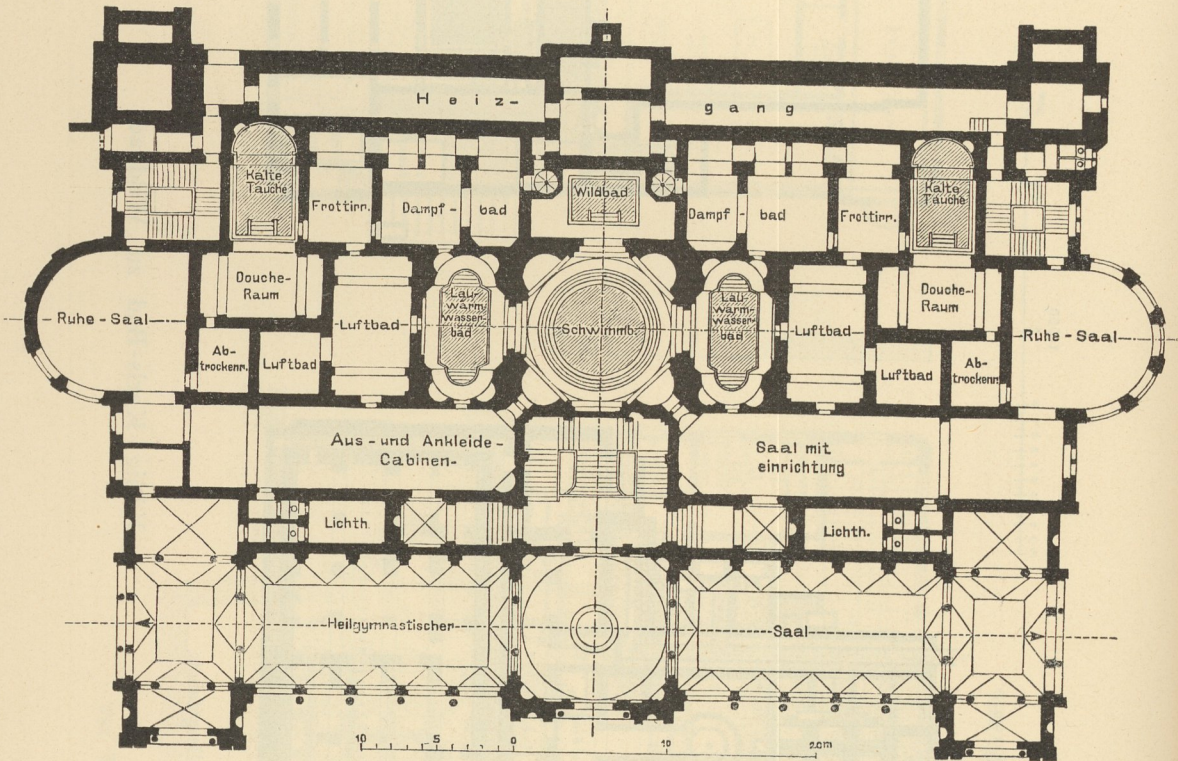 Heiz-
gang
Kalte
Tauche
Frottirr.
Dampf-
bad
Wildbad
Dampf-
bad
Frottirr.
Kalte
Tauche
Ruhe-Saal
Douche-
Raum
Luftbad
Lau-
warm-
wasser-
bad
Schwimmb.
Lau-
warm-
wasser-
bad
Luftbad
Douche-
Raum
Ruhe-Saal
Ab-
trockenr.
Luftbad
Luftbad
Ab-
trockenr.
Aus- und Ankleide-
Cabinen-
Saal mit
einrichtung
Lichth.
Lichth.
Heilgymnastischer
Saal
10 5 0 10 20m